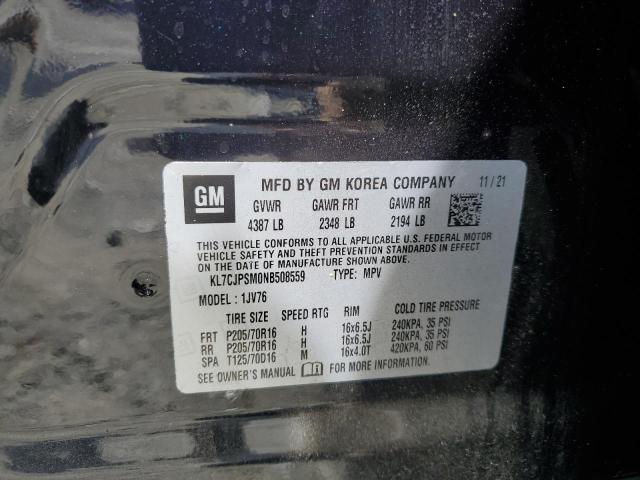 GM
MFD BY GM KOREA COMPANY 11/21
GVWR GAWR FRT GAWR RR
4387 LB 2348 LB 2194 LB
THIS VEHICLE CONFORMS TO ALL APPLICABLE U.S. FEDERAL MOTOR
VEHICLE SAFETY AND THEFT PREVENTION STANDARDS IN EFFECT
ON THE DATE OF MANUFACTURE SHOWN ABOVE.
KL7CJPSM0NB508559 TYPE: MPV
MODEL: 1JV76
TIRE SIZE SPEED RTG RIM COLD TIRE PRESSURE
FRT P205/70R16 H 16x6.5J 240KPA, 35 PSI
RR P205/70R16 H 16x6.5J 240KPA, 35 PSI
SPA T125/70D16 M 16x4.0T 420KPA, 60 PSI
SEE OWNER'S MANUAL FOR MORE INFORMATION